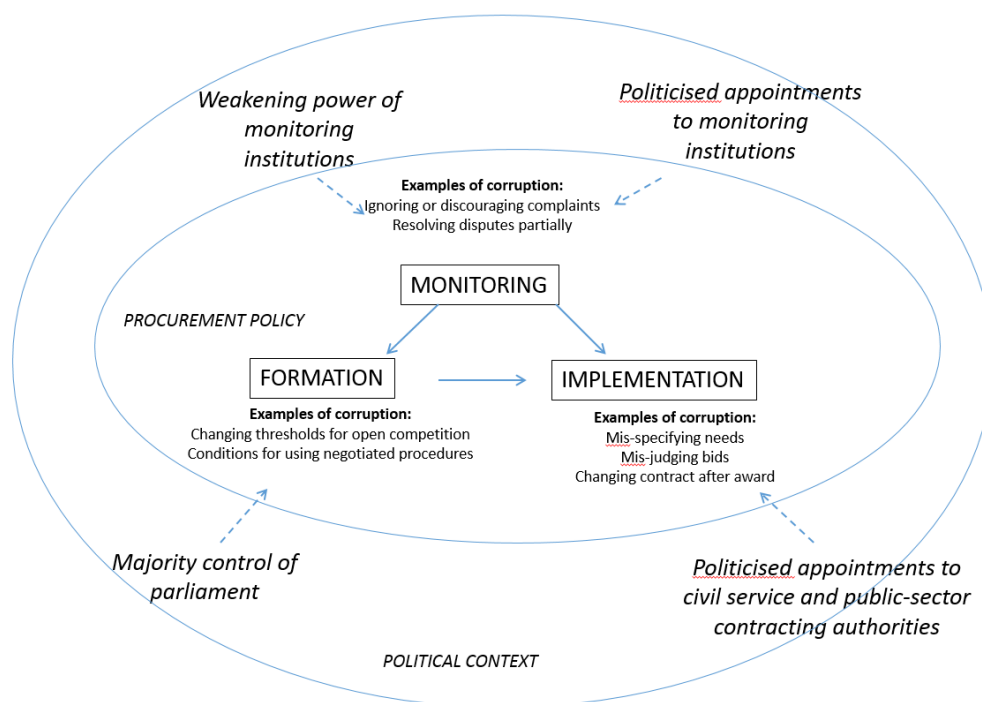 Weakening power of
monitoring
institutions
Politicised appointments
to monitoring
institutions
Examples of corruption:
Ignoring or discouraging complaints
Resolving disputes partially
MONITORING
PROCUREMENT POLICY
FORMATION
Examples of corruption:
Changing thresholds for open competition
Conditions for using negotiated procedures
IMPLEMENTATION
Examples of corruption:
Mis-specifying needs
Mis-judging bids
Changing contract after award
Majority control of
parliament
Politicised appointments to
civil service and public-sector
contracting authorities
POLITICAL CONTEXT